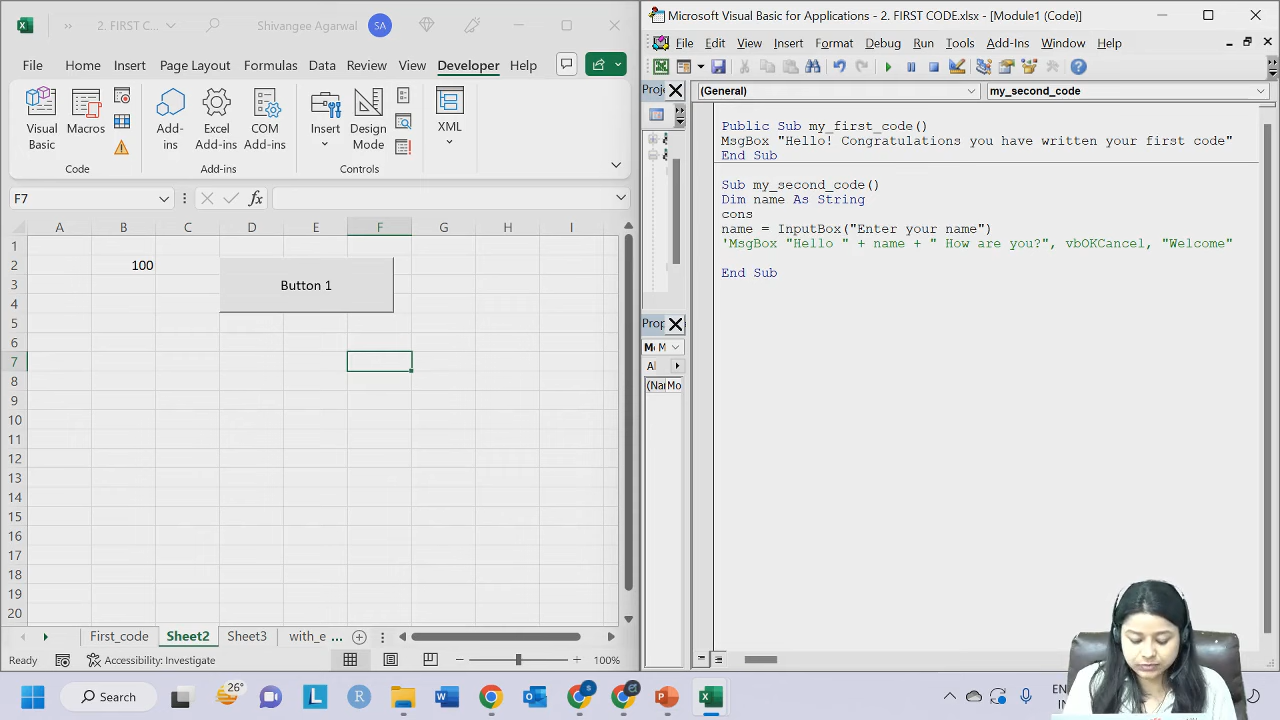 2. FIRST C...
Shivangee Agarwal
SA
File Home Insert Page Layout Formulas Data Review View Developer Help
Visual Basic
Macros
Code
Add-ins
Excel Add-ins
COM Add-ins
Add-ins
Insert
Design Mode
Controls
XML
F7
fx
A B C D E F G H I
1
2 100
3
Button 1
4
5
6
7
8
9
10
11
12
13
14
15
16
17
18
19
20
First_code Sheet2 Sheet3 with_e ...
Ready
Accessibility: Investigate
100%
Microsoft Visual Basic for Applications - 2. FIRST CODE.xlsx - [Module1 (Code)]
File Edit View Insert Format Debug Run Tools Add-Ins Window Help
Proje
(General)
my_second_code
Public Sub my_first_code()
MsgBox "Hello! Congratulations you have written your first code"
End Sub
Sub my_second_code()
Dim name As String
cons
name = InputBox("Enter your name")
'MsgBox "Hello " + name + " How are you?", vbOKCancel, "Welcome"
End Sub
Prop
(Na Mo
26°
Search
EN